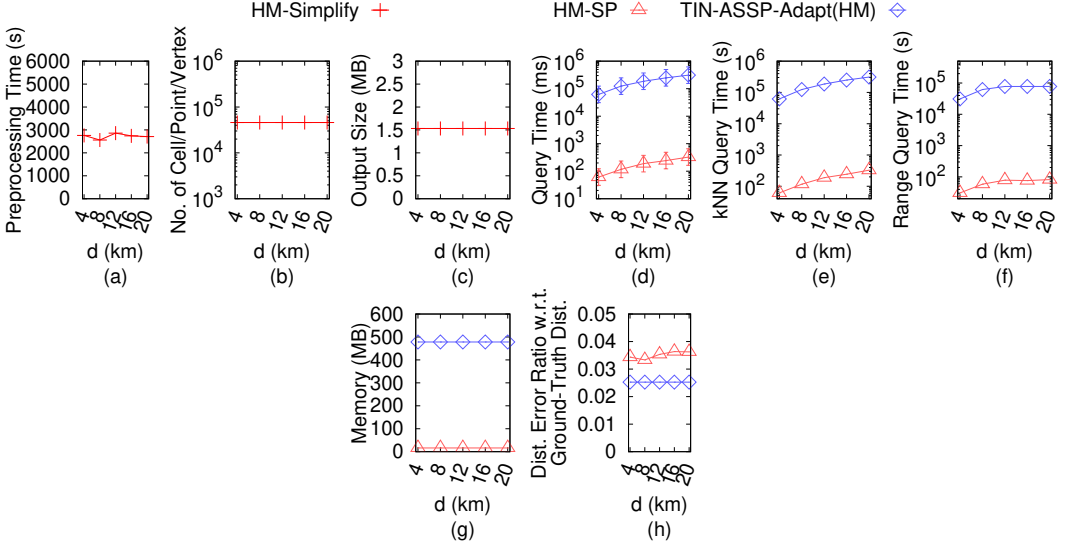 HM-Simplify HM-SP TIN-ASSP-Adapt(HM)
Preprocessing Time (s)
6000
5000
4000
3000
2000
1000
0
4 8 12 16 20
d (km)
(a)
No. of Cell/Point/Vertex
10^6
10^5
10^4
10^3
4 8 12 16 20
d (km)
(b)
Output Size (MB)
3
2.5
2
1.5
1
0.5
0
4 8 12 16 20
d (km)
(c)
Query Time (ms)
10^6
10^5
10^4
10^3
10^2
10^1
4 8 12 16 20
d (km)
(d)
kNN Query Time (s)
10^6
10^5
10^4
10^3
10^2
4 8 12 16 20
d (km)
(e)
Range Query Time (s)
10^5
10^4
10^3
10^2
4 8 12 16 20
d (km)
(f)
Memory (MB)
600
500
400
300
200
100
0
4 8 12 16 20
d (km)
(g)
Dist. Error Ratio w.r.t.
Ground-Truth Dist.
0.05
0.04
0.03
0.02
0.01
0
4 8 12 16 20
d (km)
(h)